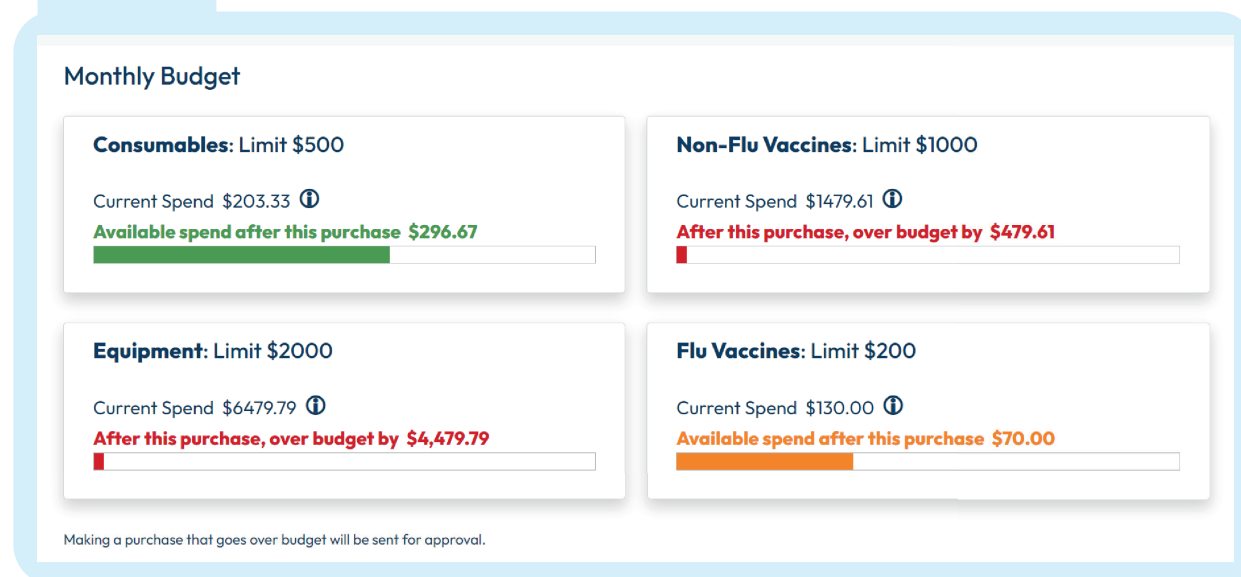 Monthly Budget
Consumables: Limit $500
Current Spend $203.33
Available spend after this purchase $296.67
Non-Flu Vaccines: Limit $1000
Current Spend $1479.61
After this purchase, over budget by $479.61
Equipment: Limit $2000
Current Spend $6479.79
After this purchase, over budget by $4,479.79
Flu Vaccines: Limit $200
Current Spend $130.00
Available spend after this purchase $70.00
Making a purchase that goes over budget will be sent for approval.